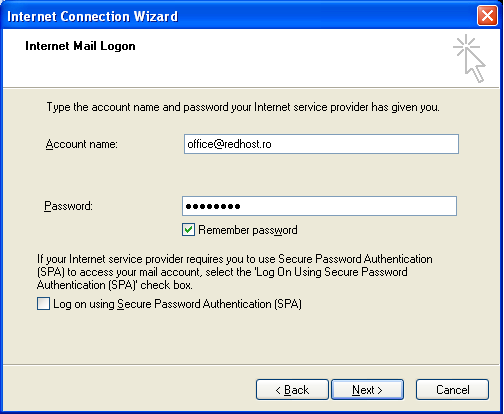 Internet Connection Wizard
Internet Mail Logon
Type the account name and password your Internet service provider has given you.
Account name: office@redhost.ro
Password: ••••••••
Remember password
If your Internet service provider requires you to use Secure Password Authentication
(SPA) to access your mail account, select the 'Log On Using Secure Password
Authentication (SPA)' check box.
Log on using Secure Password Authentication (SPA)
< Back Next > Cancel